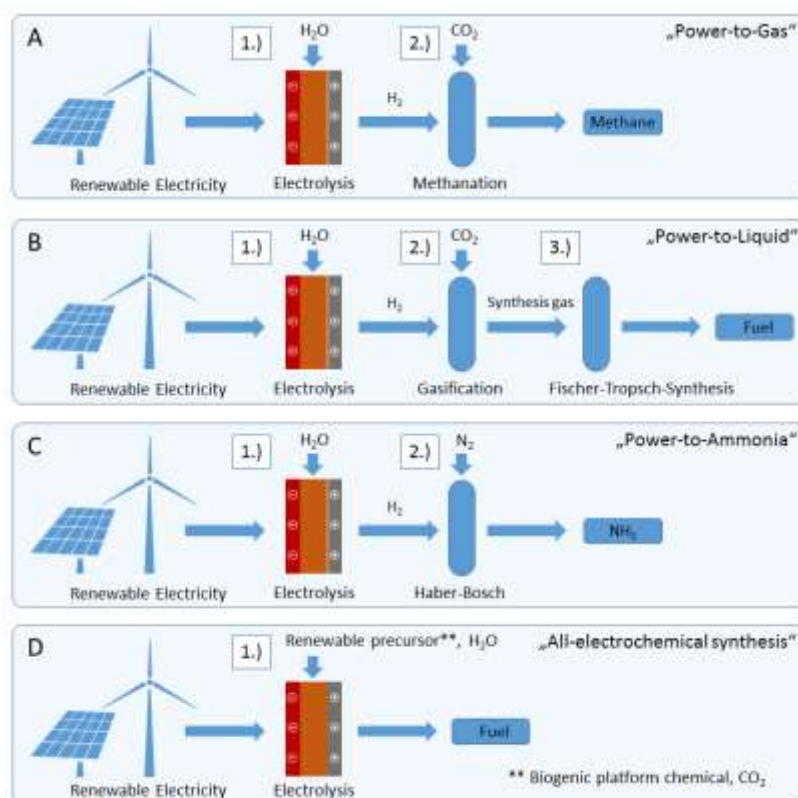 A
1.)
H₂O
2.)
CO₂
„Power-to-Gas“
H₂
Methane
Renewable Electricity
Electrolysis
Methanation
B
1.)
H₂O
2.)
CO₂
3.)
„Power-to-Liquid“
H₂
Synthesis gas
Fuel
Renewable Electricity
Electrolysis
Gasification
Fischer-Tropsch-Synthesis
C
1.)
H₂O
2.)
N₂
„Power-to-Ammonia“
H₂
NH₃
Renewable Electricity
Electrolysis
Haber-Bosch
D
1.)
Renewable precursor**, H₂O
„All-electrochemical synthesis“
Fuel
Renewable Electricity
Electrolysis
** Biogenic platform chemical, CO₂